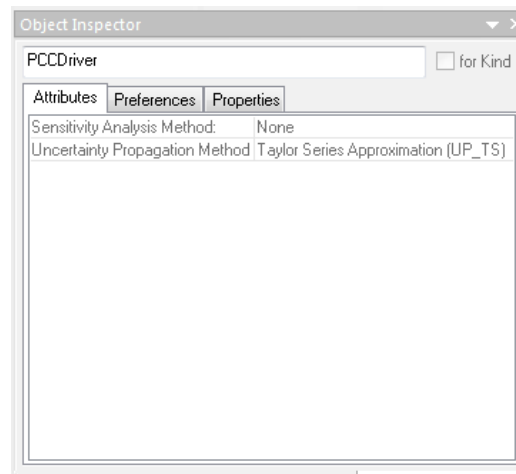 Object Inspector
PCCDriver
for Kind
Attributes Preferences Properties
Sensitivity Analysis Method: None
Uncertainty Propagation Method Taylor Series Approximation (UP_TS)